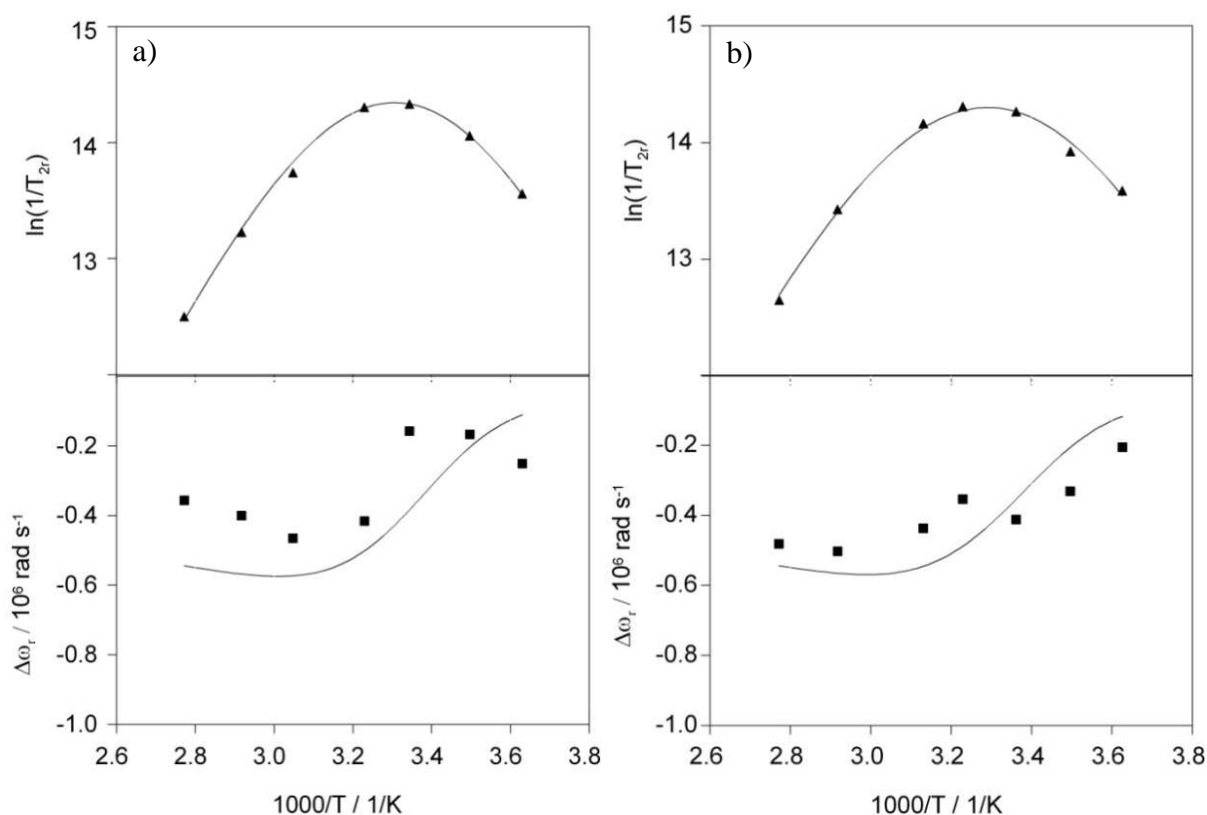 a)
15
14
13
ln(1/T2r)
-0.2
-0.4
-0.6
-0.8
-1.0
Δωr / 10⁶ rad s⁻¹
2.6 2.8 3.0 3.2 3.4 3.6 3.8
1000/T / 1/K
b)
15
14
13
ln(1/T2r)
-0.2
-0.4
-0.6
-0.8
-1.0
Δωr / 10⁶ rad s⁻¹
2.6 2.8 3.0 3.2 3.4 3.6 3.8
1000/T / 1/K